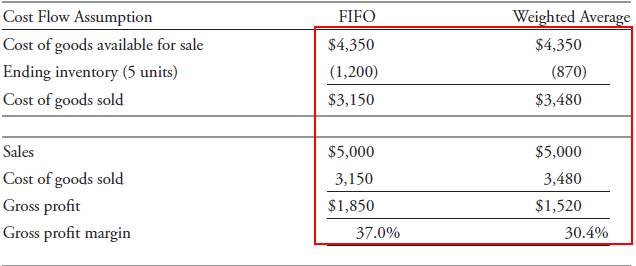 Cost Flow Assumption FIFO Weighted Average
Cost of goods available for sale $4,350 $4,350
Ending inventory (5 units) (1,200) (870)
Cost of goods sold $3,150 $3,480
Sales $5,000 $5,000
Cost of goods sold 3,150 3,480
Gross profit $1,850 $1,520
Gross profit margin 37.0% 30.4%